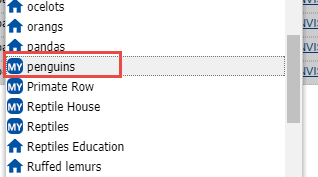 ocelots
orangs
pandas
MY penguins
MY Primate Row
MY Reptile House
MY Reptiles
Reptiles Education
Ruffed lemurs